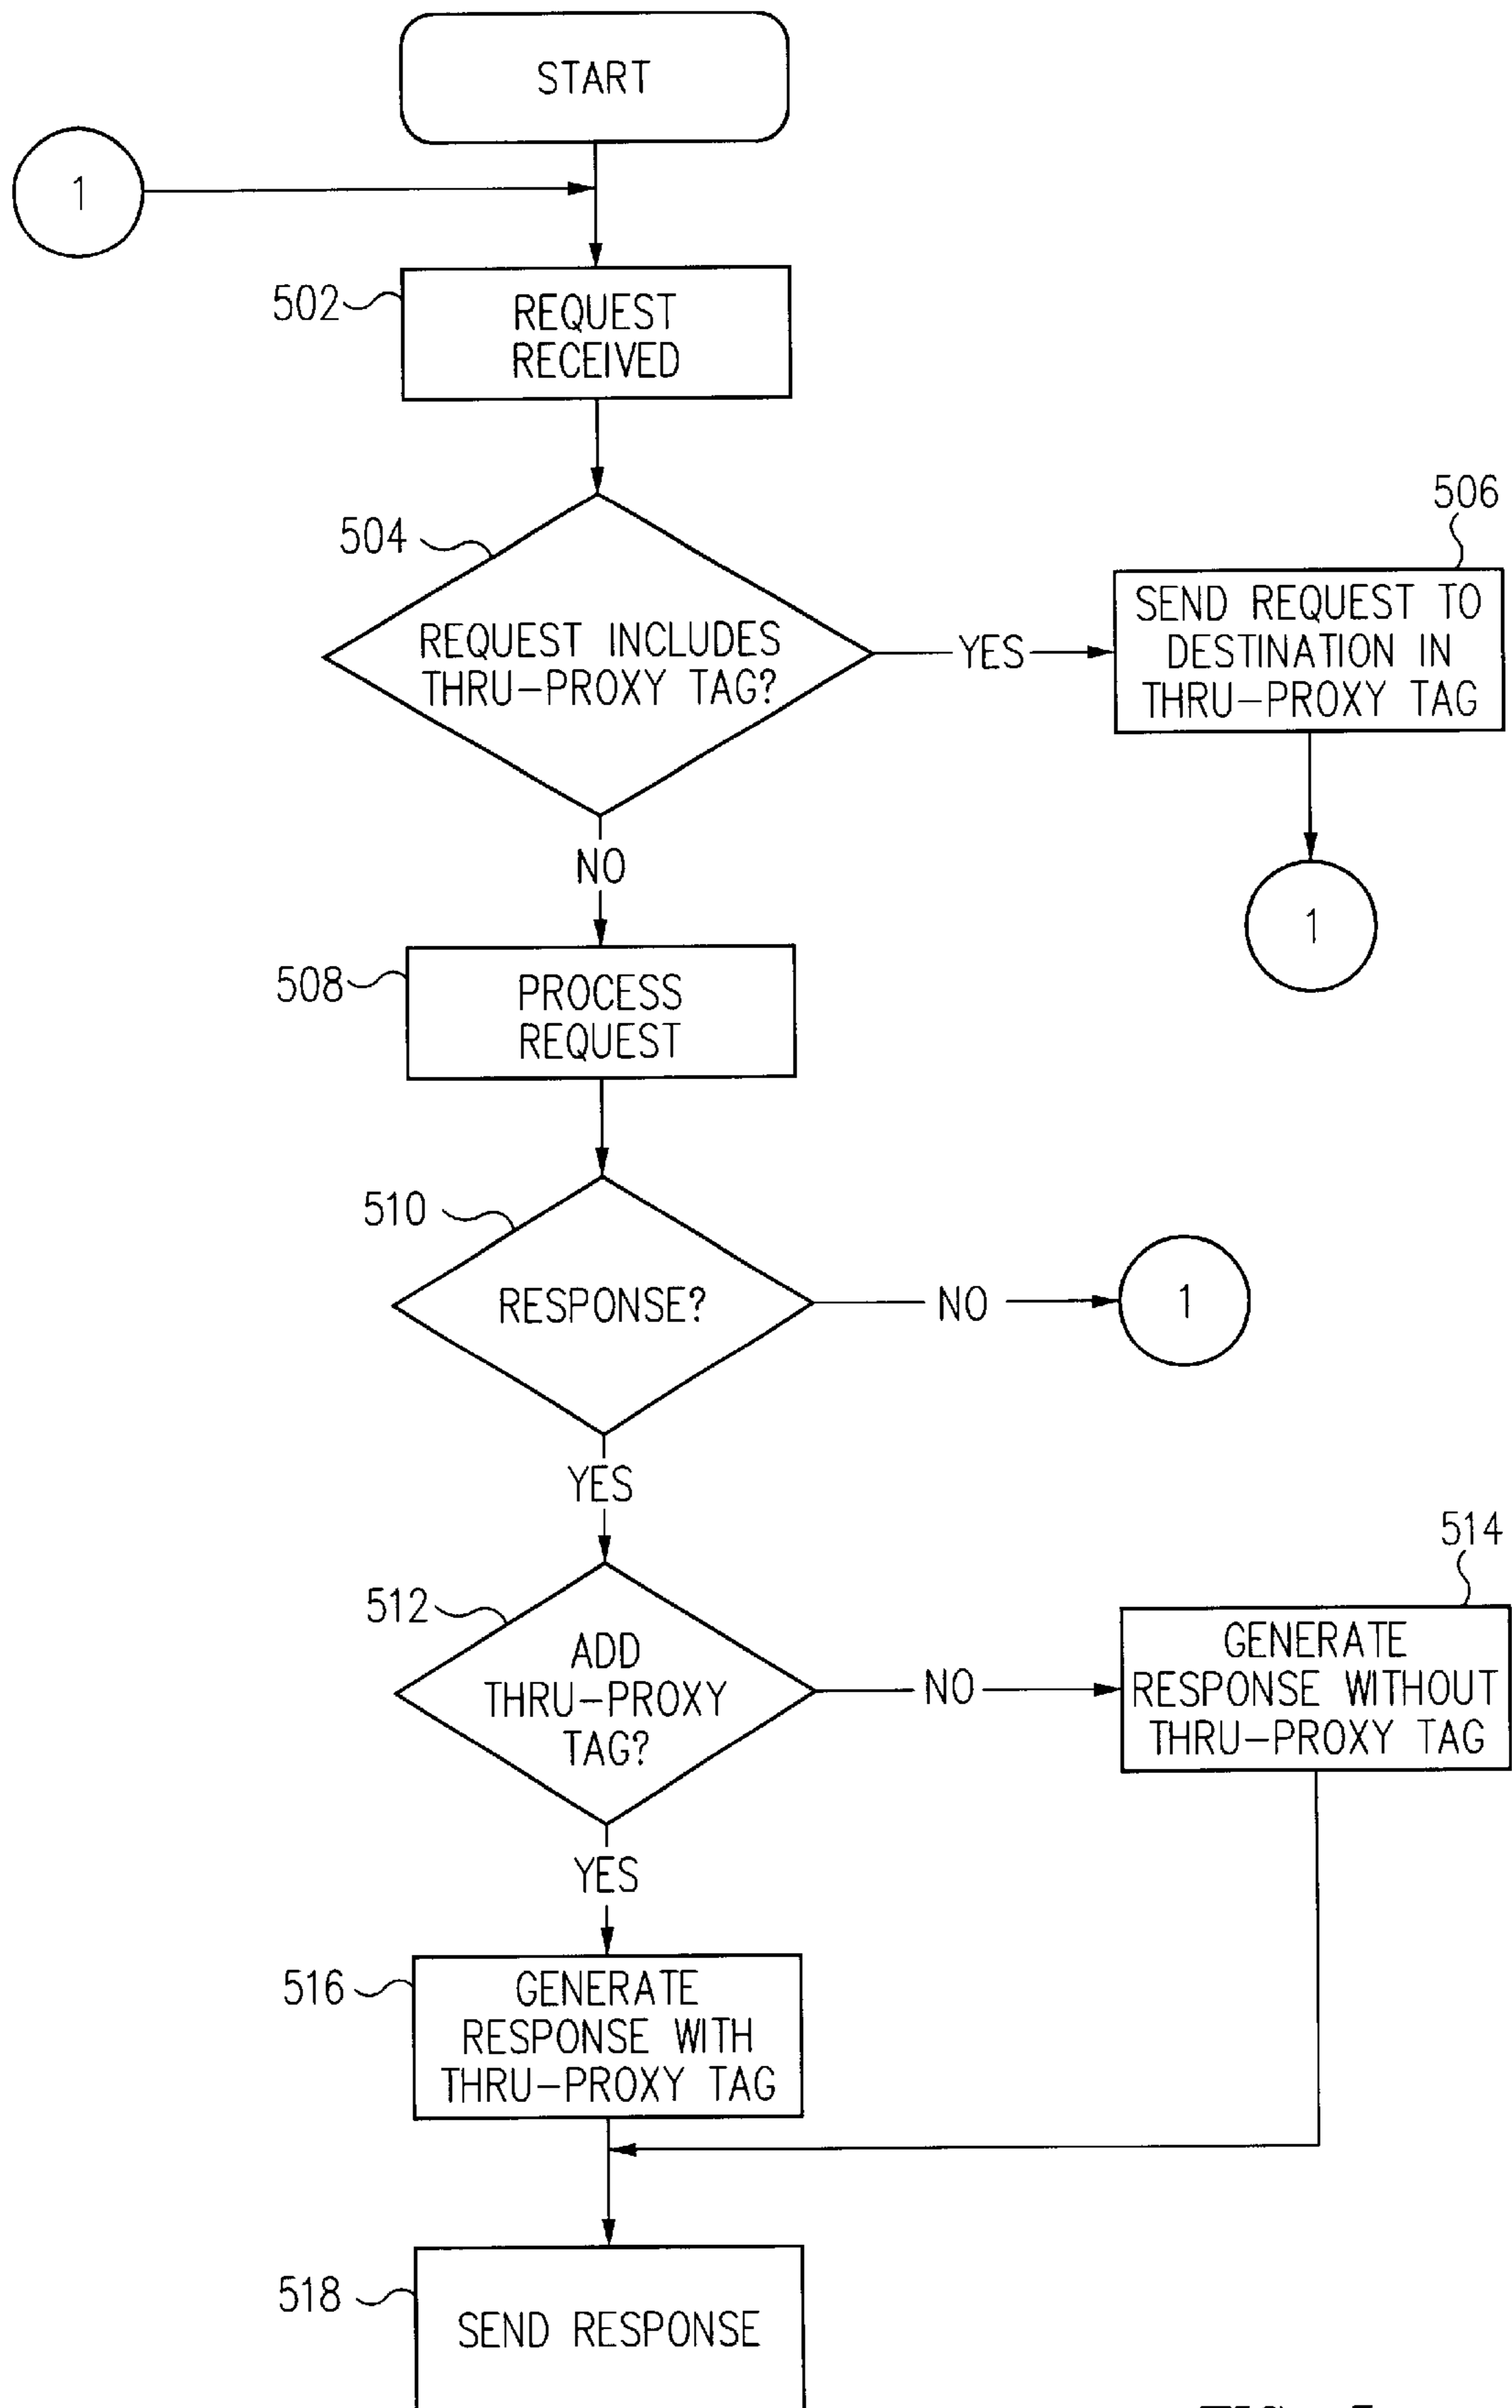 START
1
502
REQUEST
RECEIVED
504
REQUEST INCLUDES
THRU-PROXY TAG?
YES
506
SEND REQUEST TO
DESTINATION IN
THRU-PROXY TAG
1
NO
508
PROCESS
REQUEST
510
RESPONSE?
NO
1
YES
512
ADD
THRU-PROXY
TAG?
NO
514
GENERATE
RESPONSE WITHOUT
THRU-PROXY TAG
YES
516
GENERATE
RESPONSE WITH
THRU-PROXY TAG
518
SEND RESPONSE